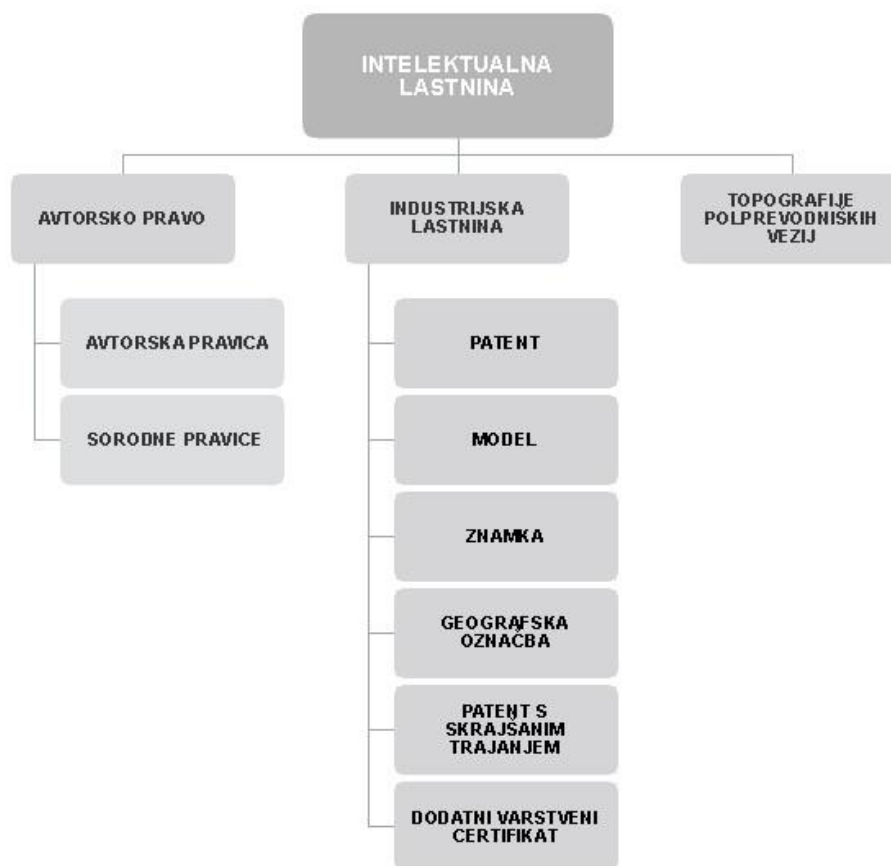 INTELEKTUALNA
LASTNINA
AVTORSKO PRAVO
AVTORSKA PRAVICA
SORODNE PRAVICE
INDUSTRIJSKA
LASTNINA
PATENT
MODEL
ZNAMKA
GEOGRAFSKA
OZNAČBA
PATENT S
SKRAJŠANIM
TRAJANJEM
DODATNI VARSTVENI
CERTIFIKAT
TOPOGRAFIJE
POLPREVODNIŠKIH
VEZIJ